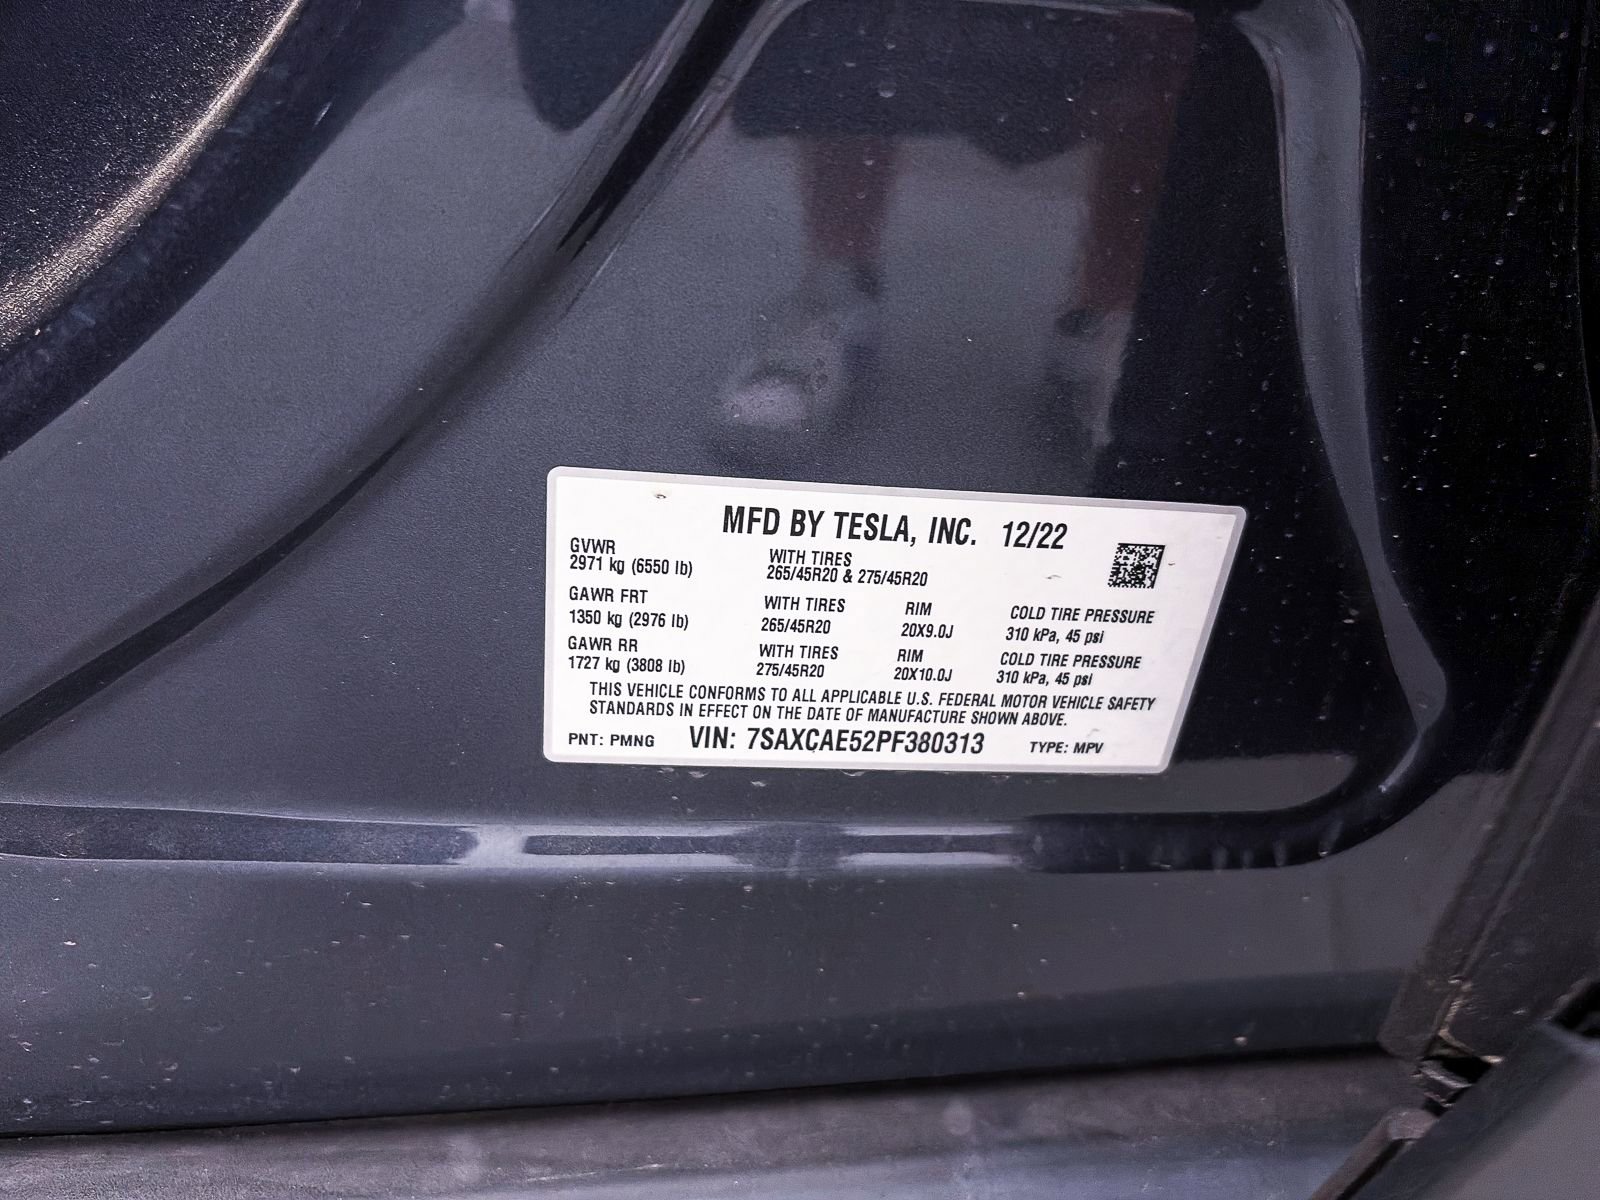 MFD BY TESLA, INC. 12/22
GVWR WITH TIRES
2971 kg (6550 lb) 265/45R20 & 275/45R20
GAWR FRT WITH TIRES RIM COLD TIRE PRESSURE
1350 kg (2976 lb) 265/45R20 20X9.0J 310 kPa, 45 psi
GAWR RR WITH TIRES RIM COLD TIRE PRESSURE
1727 kg (3808 lb) 275/45R20 20X10.0J 310 kPa, 45 psi
THIS VEHICLE CONFORMS TO ALL APPLICABLE U.S. FEDERAL MOTOR VEHICLE SAFETY
STANDARDS IN EFFECT ON THE DATE OF MANUFACTURE SHOWN ABOVE.
PNT: PMNG VIN: 7SAXCAE52PF380313 TYPE: MPV